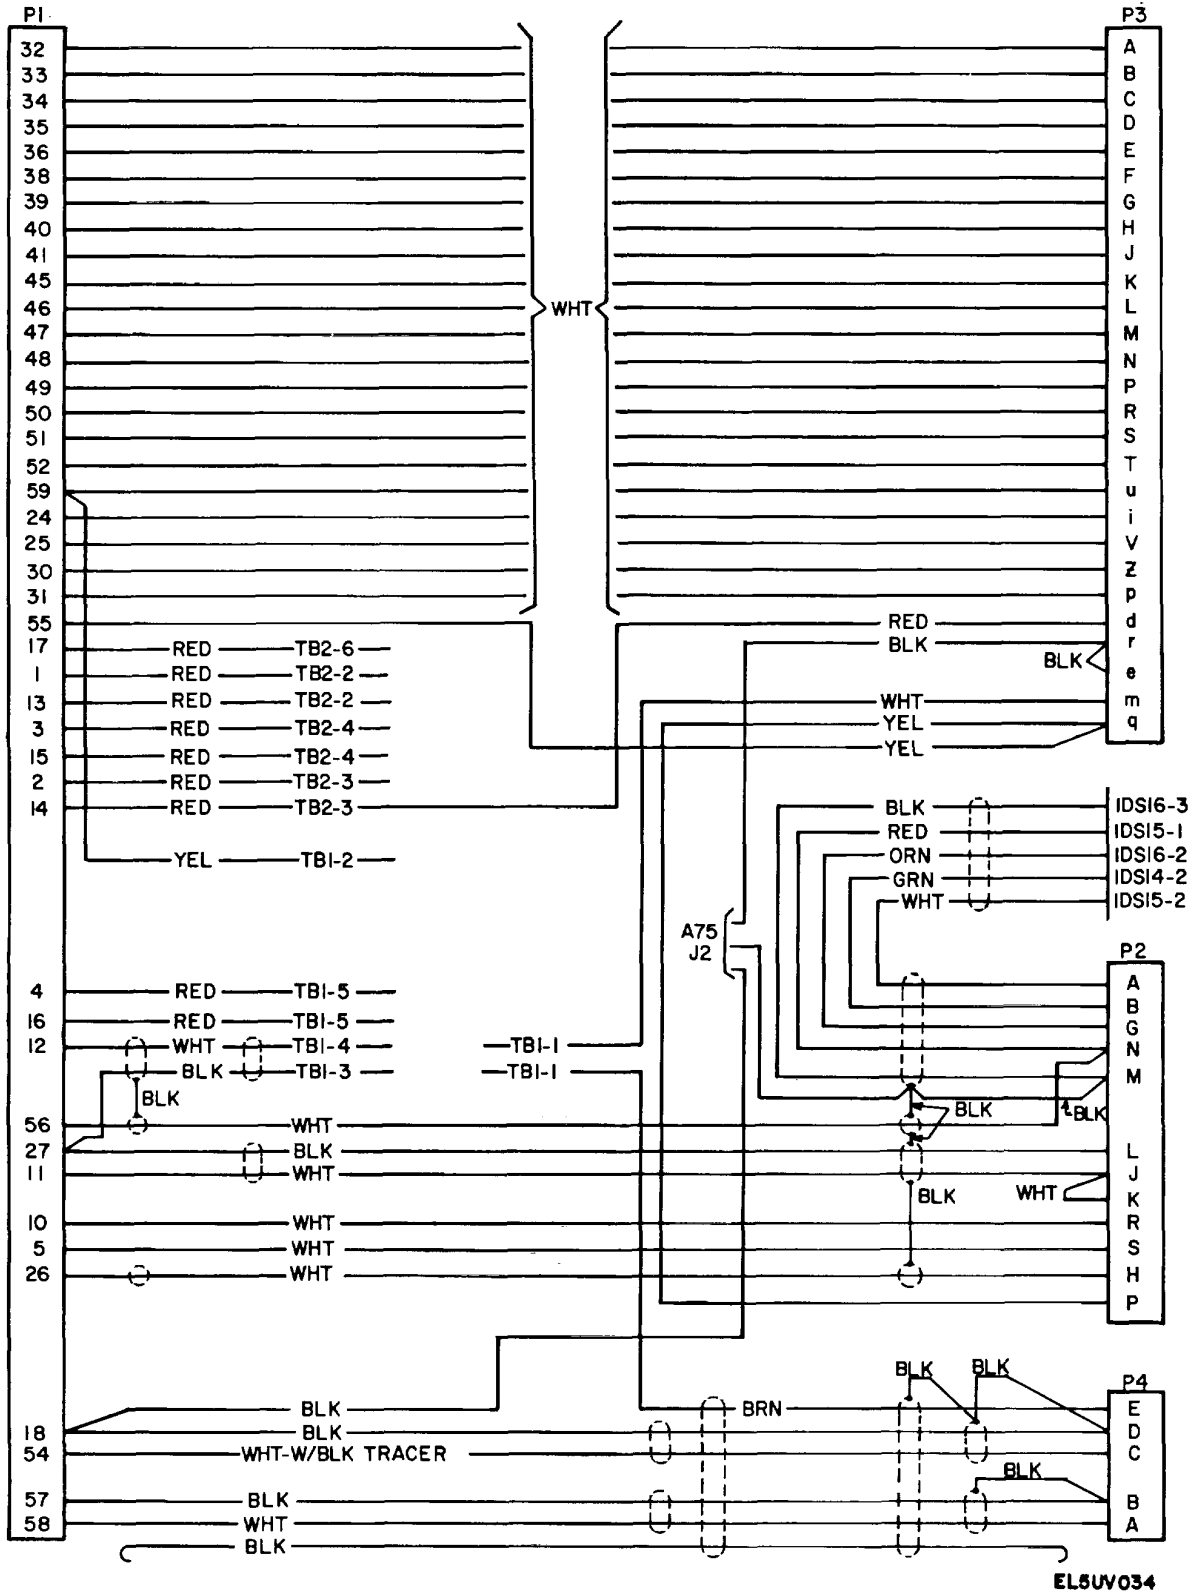 P1 P3
32 A
33 B
34 C
35 D
36 E
38 F
39 G
40 H
41 J
45 K
46 WHT L
47 M
48 N
49 P
50 R
51 S
52 T
59 u
24 i
25 V
30 Z
31 p
55 RED d
17 RED TB2-6 BLK r
1 RED TB2-2 BLK e
13 RED TB2-2 WHT m
3 RED TB2-4 YEL q
15 RED TB2-4 YEL
2 RED TB2-3
14 RED TB2-3 BLK 1DS16-3
RED 1DS15-1
YEL TB1-2 ORN 1DS16-2
GRN 1DS14-2
WHT 1DS15-2
A75
J2 P2
4 RED TB1-5 A
B
16 RED TB1-5 G
12 WHT TB1-4 TB1-1 N
BLK TB1-3 TB1-1 M
BLK BLK BLK
56 WHT
27 BLK L
11 WHT J
BLK WHT K
10 WHT R
5 WHT S
26 WHT H
P
BLK BLK P4
BLK BRN E
18 BLK D
54 WHT-W/BLK TRACER C
BLK
57 BLK B
58 WHT A
BLK
EL5UV034